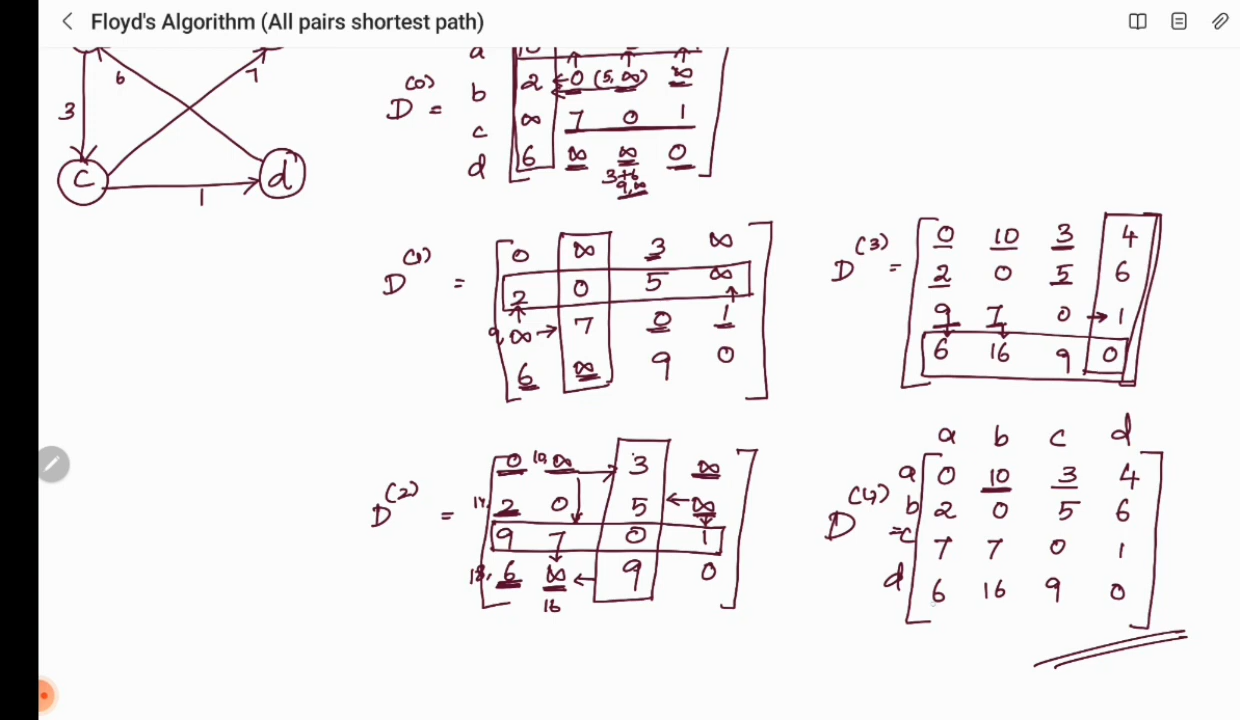 Floyd's Algorithm (All pairs shortest path)
6 7
3
c d
1
D(0) =
a
b 2 0 (5, ∞) ∞
c ∞ 7 0 1
d 6 ∞ ∞ 0
3+6
9,∞
D(1) =
0 ∞ 3 ∞
2 0 5 ∞
9,∞ 7 0 1
6 ∞ 9 0
D(2) =
0 10,∞ 3 ∞
2 0 5 ∞
9 7 0 1
18, 6 ∞ 9 0
16
D(3) =
0 10 3 4
2 0 5 6
9 7 0 1
6 16 9 0
D(4) =
a b c d
a 0 10 3 4
b 2 0 5 6
c 7 7 0 1
d 6 16 9 0